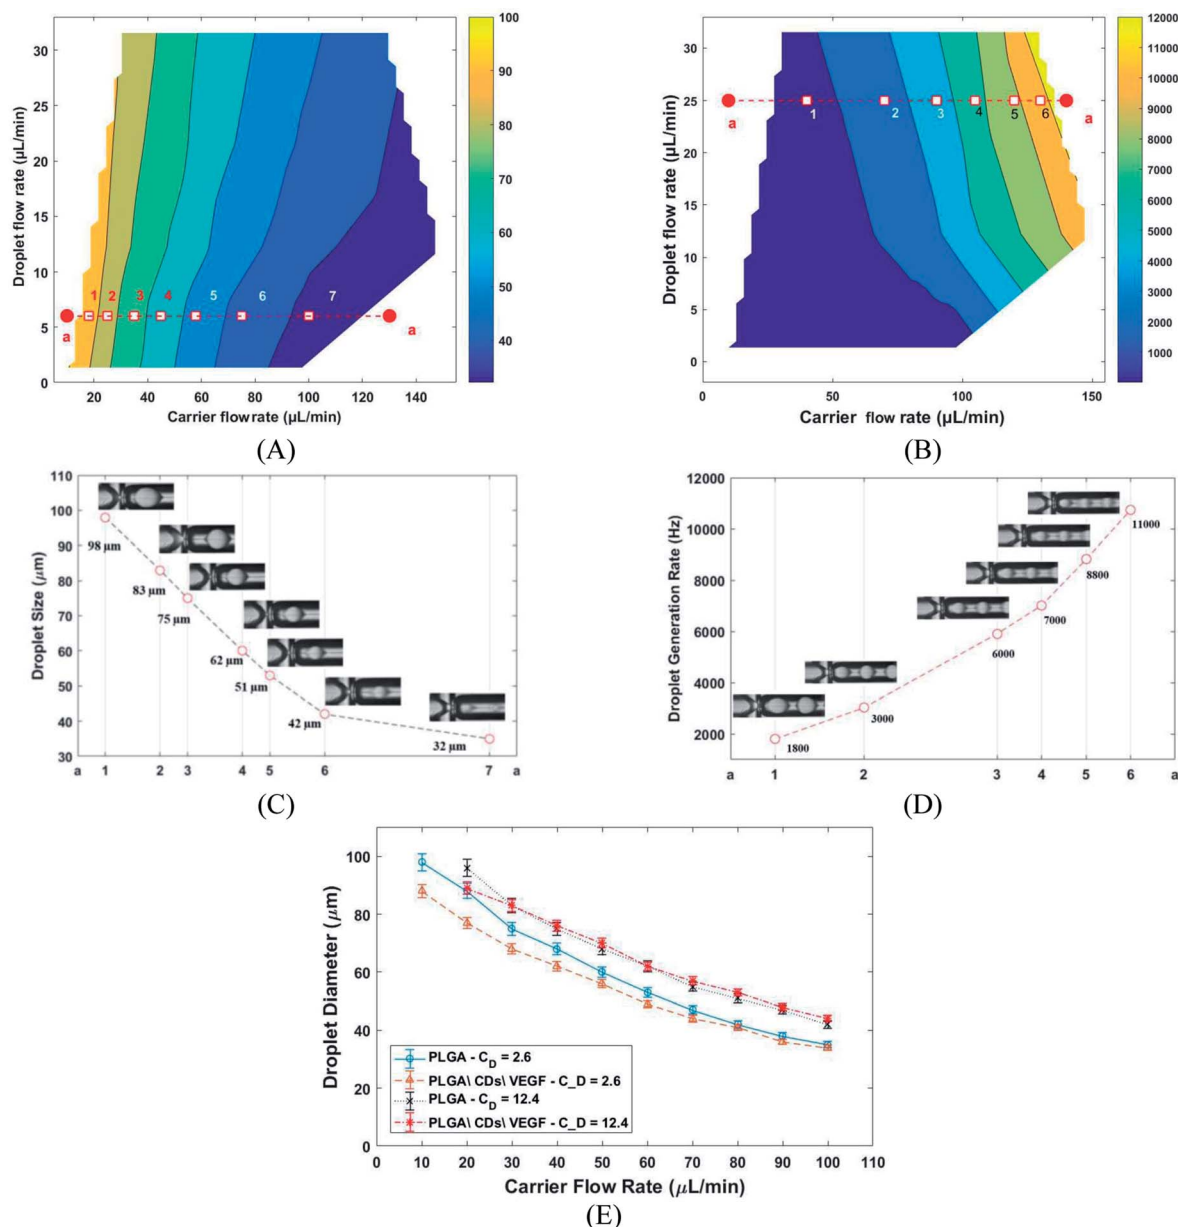 Droplet flow rate (µL/min)
30
25
20
15
10
5
0
1 2 3 4 5 6 7
a a
20 40 60 80 100 120 140
Carrier flow rate (µL/min)
100
90
80
70
60
50
40
(A)
Droplet flow rate (µL/min)
30
25
20
15
10
5
0
a a
1 2 3 4 5 6
0 50 100 150
Carrier flow rate (µL/min)
12000
11000
10000
9000
8000
7000
6000
5000
4000
3000
2000
1000
(B)
Droplet Size (µm)
110
100
90
80
70
60
50
40
30
98 µm
83 µm
75 µm
62 µm
51 µm
42 µm
32 µm
a 1 2 3 4 5 6 7 a
(C)
Droplet Generation Rate (Hz)
12000
10000
8000
6000
4000
2000
1800
3000
6000
7000
8800
11000
a 1 2 3 4 5 6 a
(D)
Droplet Diameter (µm)
100
80
60
40
20
0
PLGA - C_D = 2.6
PLGA\ CDs\ VEGF - C_D = 2.6
PLGA - C_D = 12.4
PLGA\ CDs\ VEGF - C_D = 12.4
0 10 20 30 40 50 60 70 80 90 100 110
Carrier Flow Rate (µL/min)
(E)